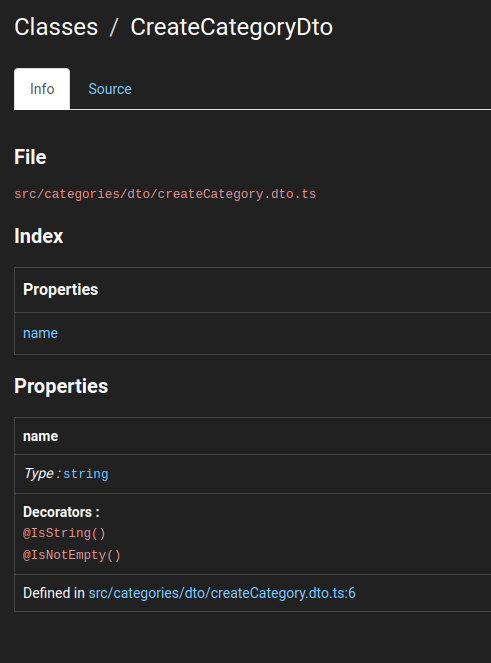 Classes / CreateCategoryDto
Info Source
File
src/categories/dto/createCategory.dto.ts
Index
Properties
name
Properties
name
Type : string
Decorators :
@IsString()
@IsNotEmpty()
Defined in src/categories/dto/createCategory.dto.ts:6